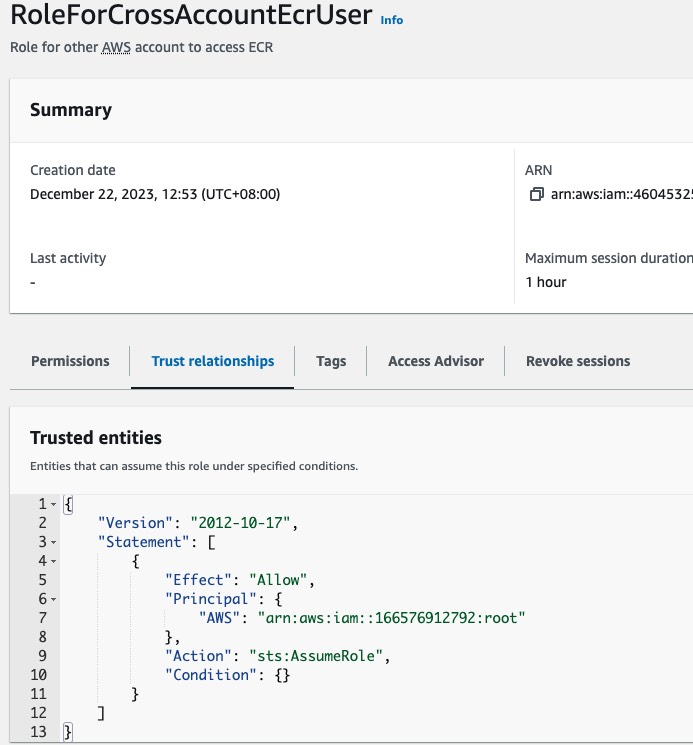 RoleForCrossAccountEcrUser Info
Role for other AWS account to access ECR
Summary
Creation date
December 22, 2023, 12:53 (UTC+08:00)
ARN
arn:aws:iam::4604532
Last activity
-
Maximum session duration
1 hour
Permissions Trust relationships Tags Access Advisor Revoke sessions
Trusted entities
Entities that can assume this role under specified conditions.
1 {
2 "Version": "2012-10-17",
3 "Statement": [
4 {
5 "Effect": "Allow",
6 "Principal": {
7 "AWS": "arn:aws:iam::166576912792:root"
8 },
9 "Action": "sts:AssumeRole",
10 "Condition": {}
11 }
12 ]
13 }